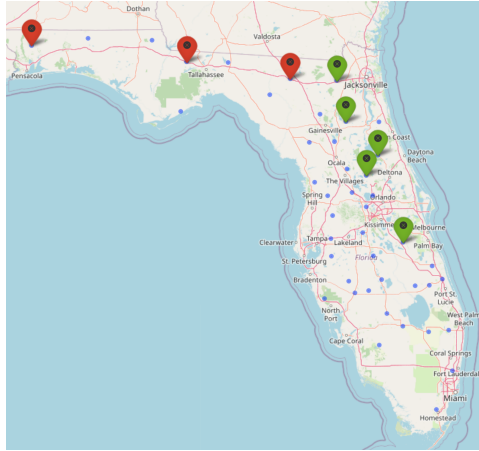 Dothan
Valdosta
Pensacola
Tallahassee
Jacksonville
Gainesville
Coast
Ocala
Daytona
Beach
The Villages
Deltona
Spring
Hill
Orlando
Kissimmee
Melbourne
Clearwater
Tampa
Lakeland
Palm Bay
St. Petersburg
Florida
Bradenton
Port St.
Lucie
North
Port
West Palm
Beach
Cape Coral
Coral Springs
Fort Lauderdale
Miami
Homestead